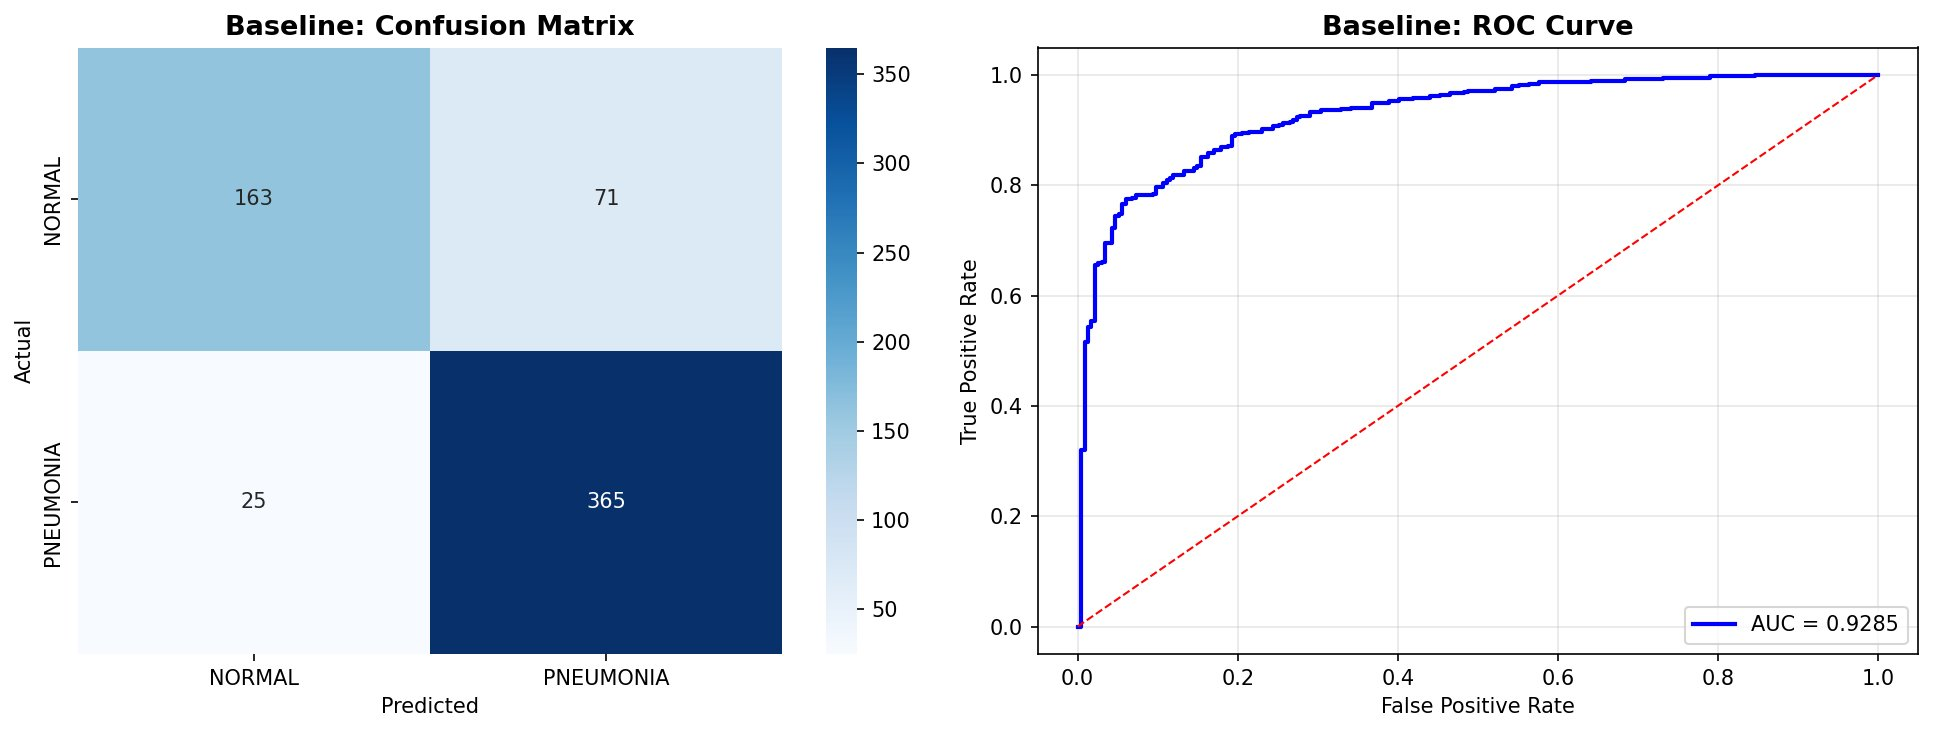 Baseline: Confusion Matrix
Actual
NORMAL
PNEUMONIA
163
71
25
365
NORMAL
PNEUMONIA
Predicted
350
300
250
200
150
100
50
Baseline: ROC Curve
True Positive Rate
1.0
0.8
0.6
0.4
0.2
0.0
AUC = 0.9285
0.0
0.2
0.4
0.6
0.8
1.0
False Positive Rate